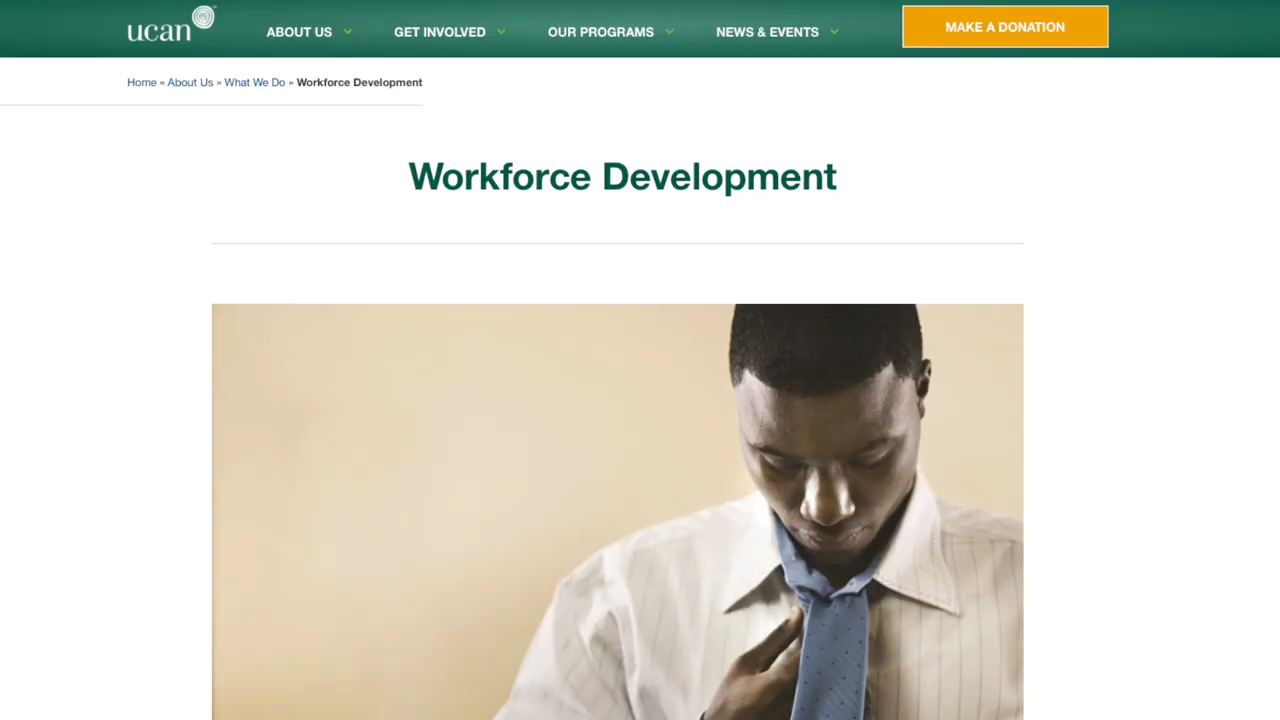 ucan
ABOUT US GET INVOLVED OUR PROGRAMS NEWS & EVENTS MAKE A DONATION
Home » About Us » What We Do » Workforce Development
Workforce Development